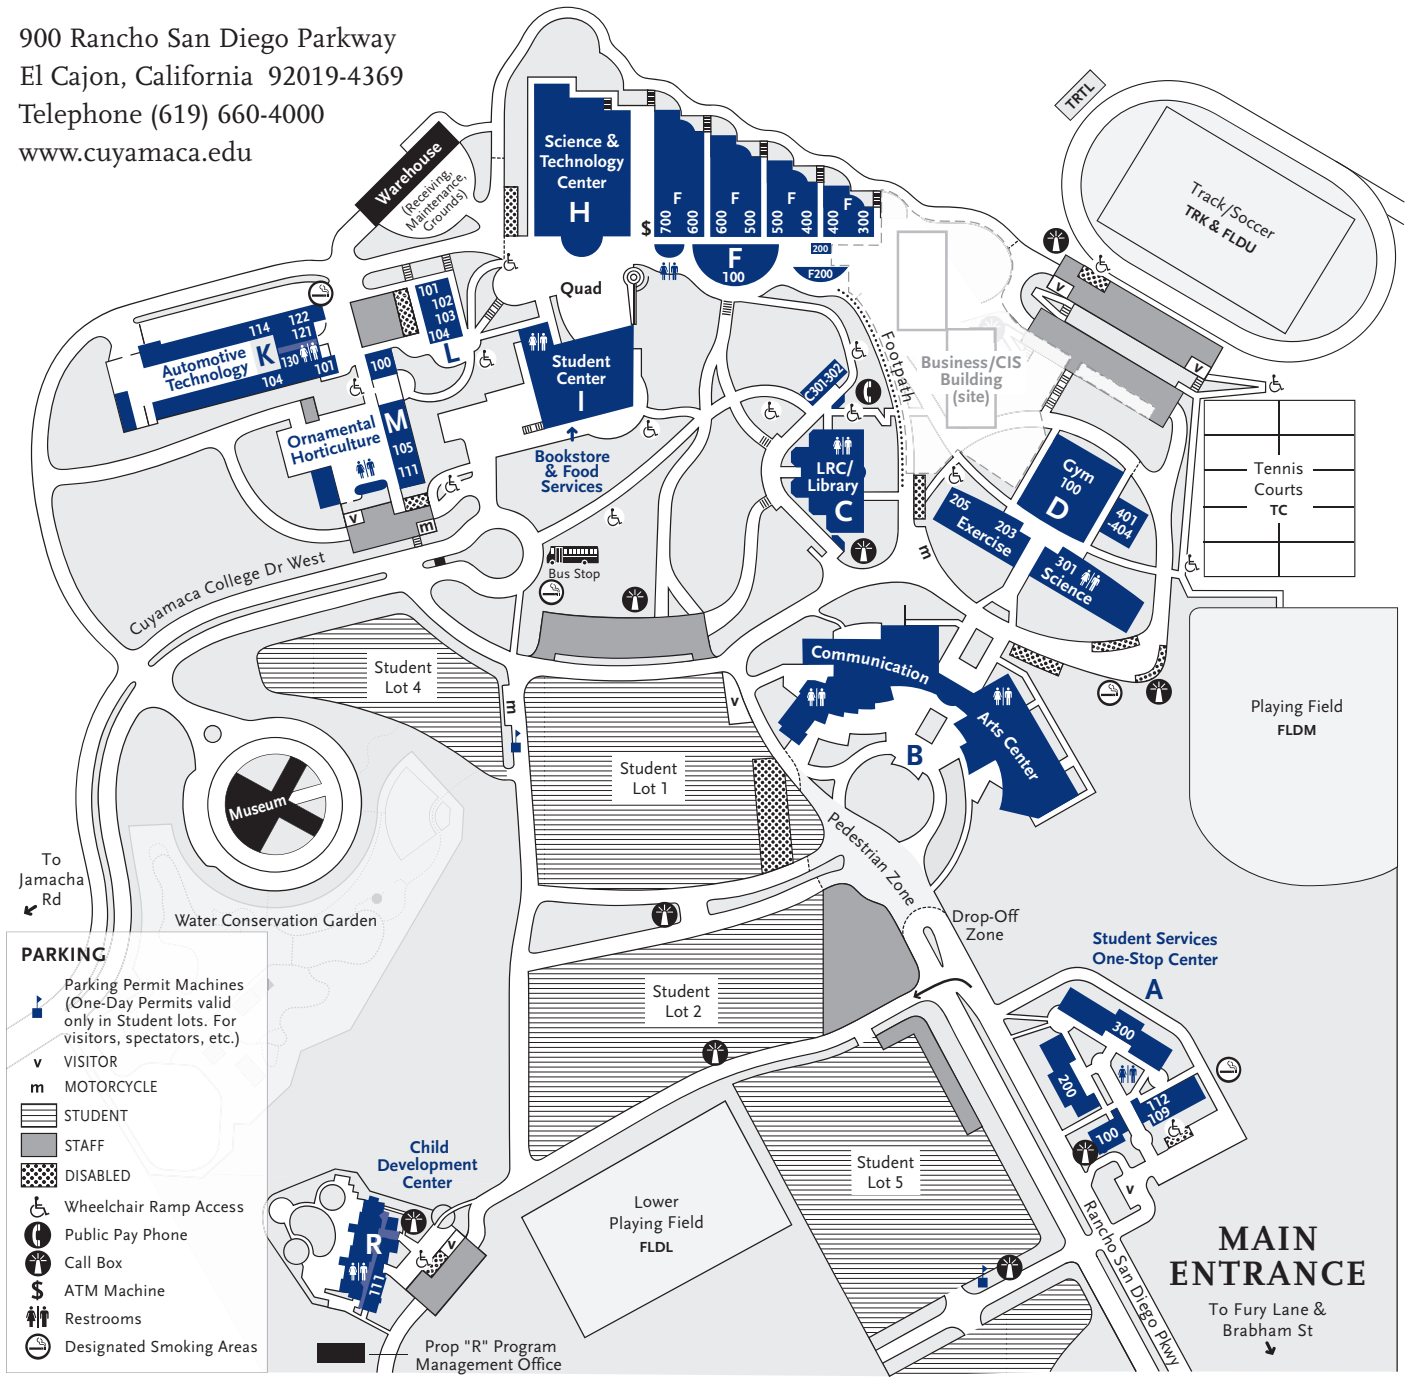 900 Rancho San Diego Parkway
El Cajon, California 92019-4369
Telephone (619) 660-4000
www.cuyamaca.edu
Warehouse
(Receiving,
Maintenance,
Grounds)
Science &
Technology
Center
H
$
F
700
600
F
600
500
F
500
400
F
400
300
F
100
200
F200
Quad
TRTL
Track/Soccer
TRK & FLDU
v
v
101
102
103
104
L
114
122
121
Automotive
Technology
K
130
101
104
100
M
Ornamental
Horticulture
105
111
v
m
Student
Center
I
Bookstore
& Food
Services
C301-302
Footpath
Business/CIS
Building
(site)
LRC/
Library
C
m
Gym
100
D
401
-404
205
203
Exercise
301
Science
Tennis
Courts
TC
Cuyamaca College Dr West
Bus Stop
Student
Lot 4
m
v
Communication
Arts Center
B
Playing Field
FLDM
Student
Lot 1
Museum
Pedestrian Zone
To
Jamacha
Rd
Water Conservation Garden
Drop-Off
Zone
Student Services
One-Stop Center
A
300
200
112
109
100
v
Student
Lot 2
Student
Lot 5
Child
Development
Center
R
111
v
Lower
Playing Field
FLDL
Rancho San Diego Pkwy
MAIN
ENTRANCE
To Fury Lane &
Brabham St
Prop "R" Program
Management Office
PARKING
Parking Permit Machines
(One-Day Permits valid
only in Student lots. For
visitors, spectators, etc.)
v VISITOR
m MOTORCYCLE
STUDENT
STAFF
DISABLED
Wheelchair Ramp Access
Public Pay Phone
Call Box
$ ATM Machine
Restrooms
Designated Smoking Areas